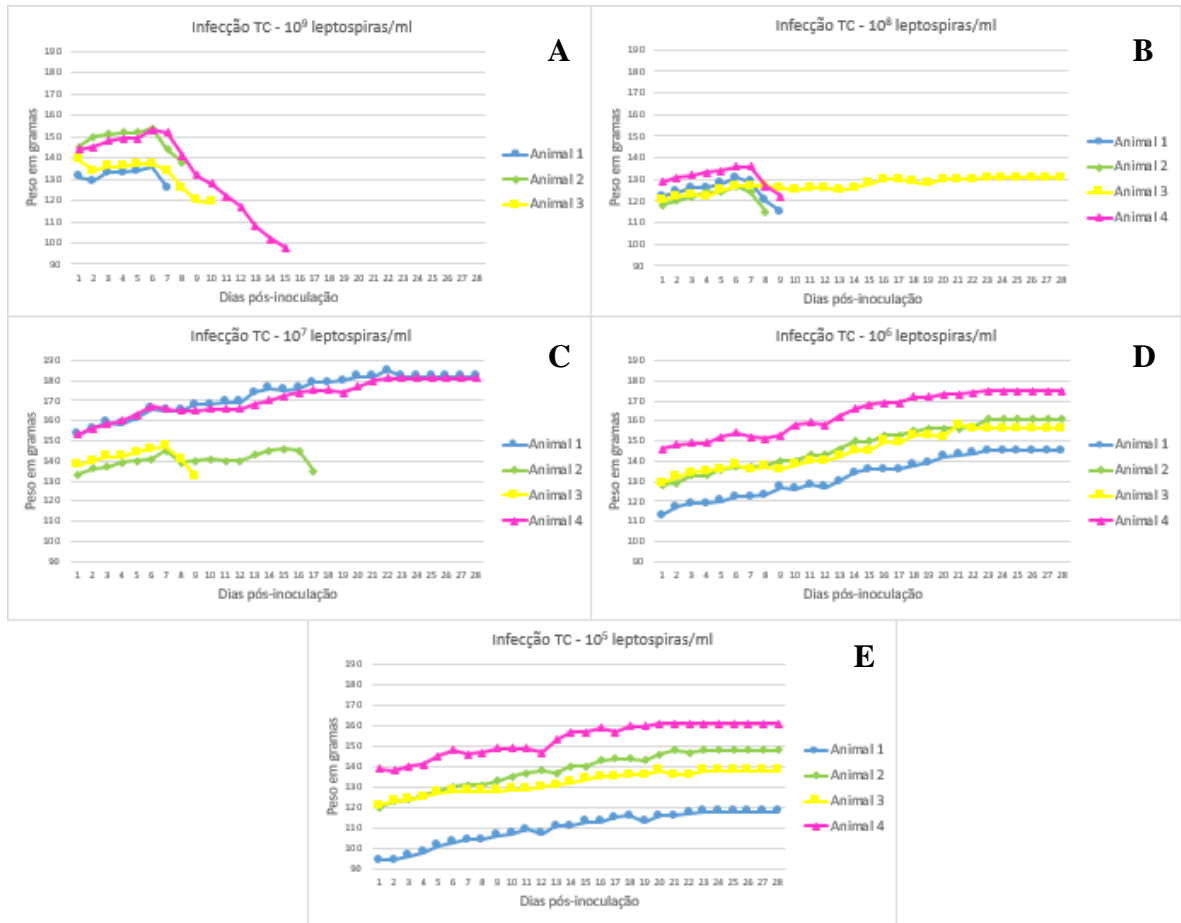 Infecção TC - 10⁹ leptospiras/ml
A
190
180
170
160
150
140
130
120
110
100
90
Peso em gramas
1 2 3 4 5 6 7 8 9 10 11 12 13 14 15 16 17 18 19 20 21 22 23 24 25 26 27 28
Dias pós-inoculação
Animal 1
Animal 2
Animal 3
Animal 4
Infecção TC - 10⁸ leptospiras/ml
B
190
180
170
160
150
140
130
120
110
100
90
Peso em gramas
1 2 3 4 5 6 7 8 9 10 11 12 13 14 15 16 17 18 19 20 21 22 23 24 25 26 27 28
Dias pós-inoculação
Animal 1
Animal 2
Animal 3
Animal 4
Infecção TC - 10⁷ leptospiras/ml
C
190
180
170
160
150
140
130
120
110
100
90
Peso em gramas
1 2 3 4 5 6 7 8 9 10 11 12 13 14 15 16 17 18 19 20 21 22 23 24 25 26 27 28
Dias pós-inoculação
Animal 1
Animal 2
Animal 3
Animal 4
Infecção TC - 10⁶ leptospiras/ml
D
190
180
170
160
150
140
130
120
110
100
90
Peso em gramas
1 2 3 4 5 6 7 8 9 10 11 12 13 14 15 16 17 18 19 20 21 22 23 24 25 26 27 28
Dias pós-inoculação
Animal 1
Animal 2
Animal 3
Animal 4
Infecção TC - 10⁵ leptospiras/ml
E
190
180
170
160
150
140
130
120
110
100
90
Peso em gramas
1 2 3 4 5 6 7 8 9 10 11 12 13 14 15 16 17 18 19 20 21 22 23 24 25 26 27 28
Dias pós-inoculação
Animal 1
Animal 2
Animal 3
Animal 4